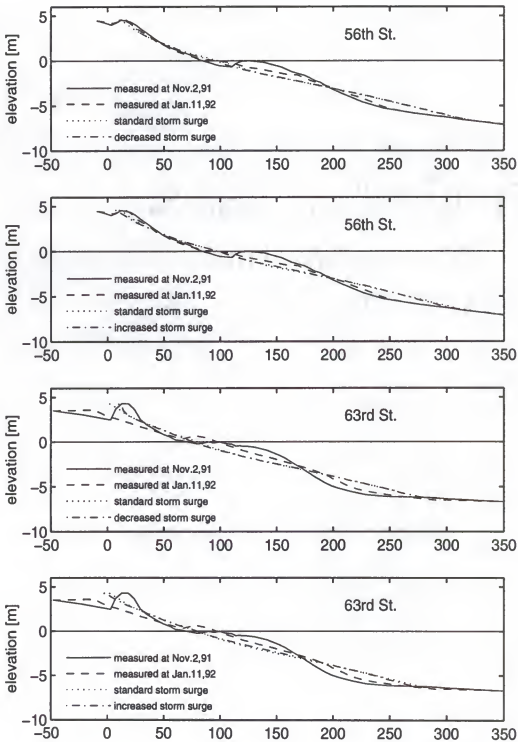 5
0
−5
−10
elevation [m]
56th St.
measured at Nov.2,91
measured at Jan.11,92
standard storm surge
decreased storm surge
−50 0 50 100 150 200 250 300 350
5
0
−5
−10
elevation [m]
56th St.
measured at Nov.2,91
measured at Jan.11,92
standard storm surge
increased storm surge
−50 0 50 100 150 200 250 300 350
5
0
−5
−10
elevation [m]
63rd St.
measured at Nov.2,91
measured at Jan.11,92
standard storm surge
decreased storm surge
−50 0 50 100 150 200 250 300 350
5
0
−5
−10
elevation [m]
63rd St.
measured at Nov.2,91
measured at Jan.11,92
standard storm surge
increased storm surge
−50 0 50 100 150 200 250 300 350